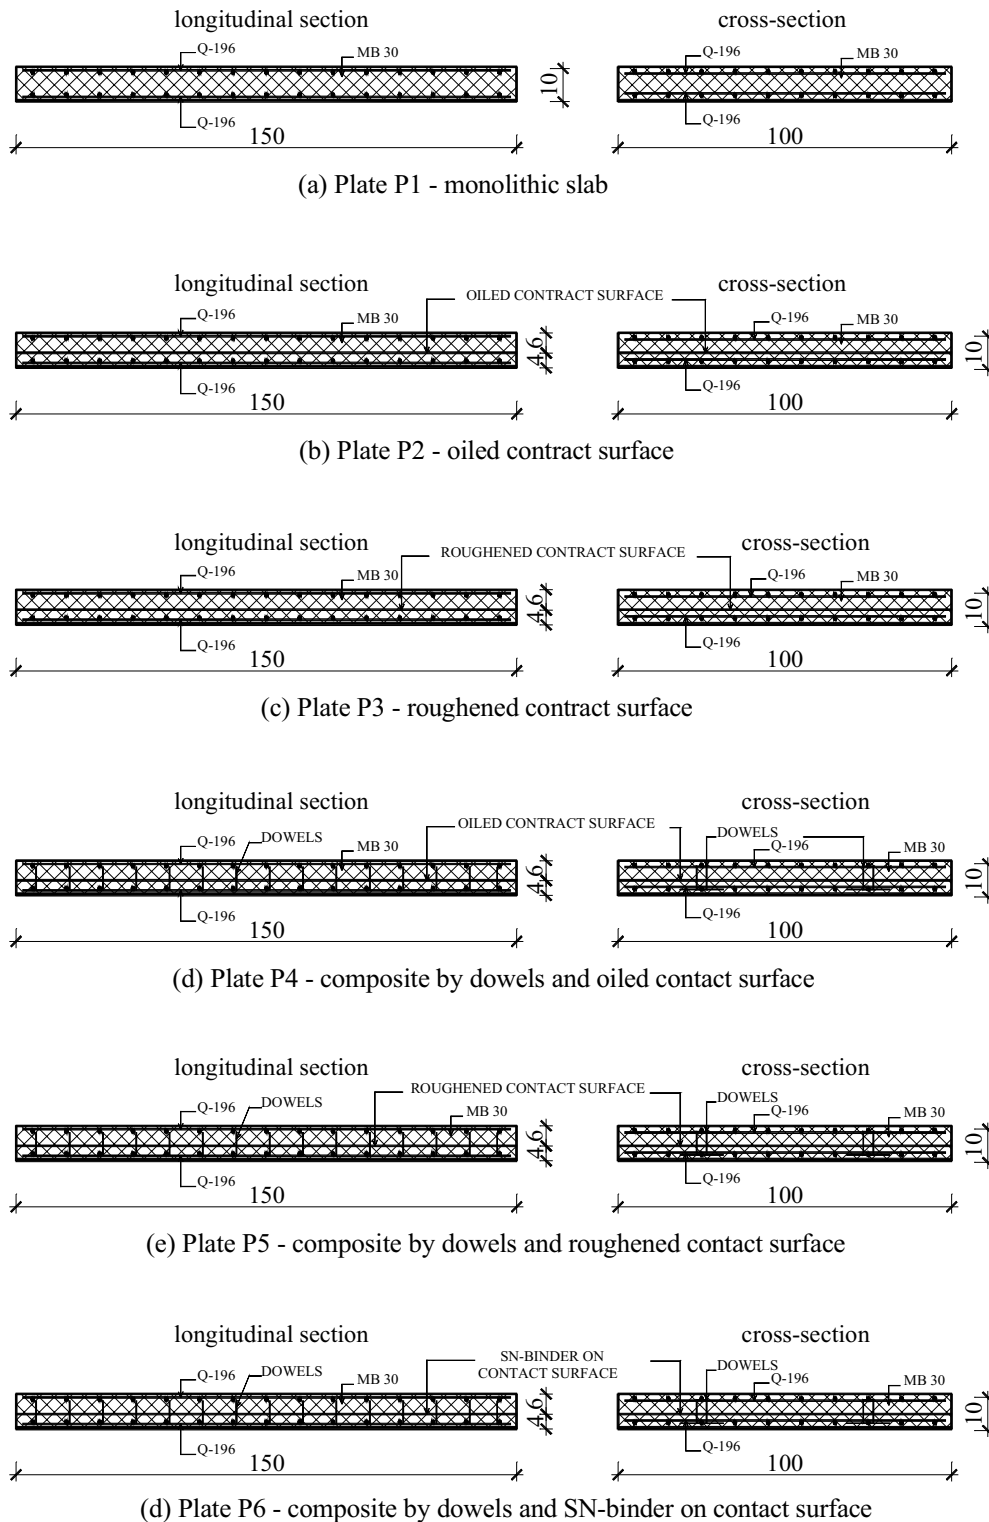 longitudinal section
cross-section
Q-196
MB 30
Q-196
MB 30
10
Q-196
Q-196
150
100
(a) Plate P1 - monolithic slab
longitudinal section
cross-section
OILED CONTRACT SURFACE
Q-196
MB 30
Q-196
MB 30
4
6
10
Q-196
Q-196
150
100
(b) Plate P2 - oiled contract surface
longitudinal section
cross-section
ROUGHENED CONTRACT SURFACE
Q-196
MB 30
Q-196
MB 30
4
6
10
Q-196
Q-196
150
100
(c) Plate P3 - roughened contract surface
longitudinal section
cross-section
OILED CONTRACT SURFACE
DOWELS
DOWELS
Q-196
MB 30
Q-196
MB 30
4
6
10
Q-196
Q-196
150
100
(d) Plate P4 - composite by dowels and oiled contact surface
longitudinal section
cross-section
ROUGHENED CONTACT SURFACE
DOWELS
DOWELS
Q-196
MB 30
Q-196
MB 30
4
6
10
Q-196
Q-196
150
100
(e) Plate P5 - composite by dowels and roughened contact surface
longitudinal section
cross-section
SN-BINDER ON
CONTACT SURFACE
DOWELS
DOWELS
Q-196
MB 30
Q-196
MB 30
4
6
10
Q-196
Q-196
150
100
(d) Plate P6 - composite by dowels and SN-binder on contact surface